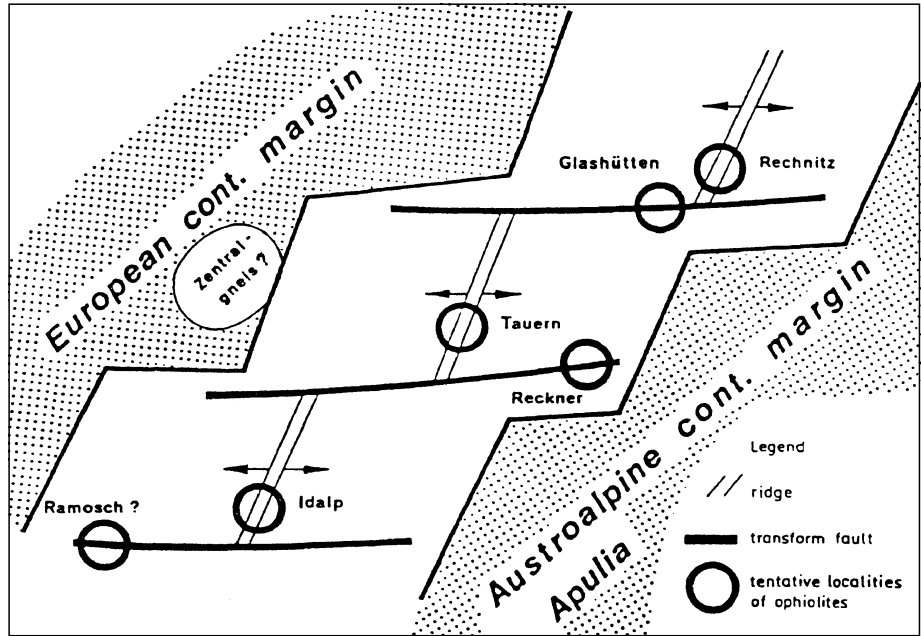 European cont. margin
Zentral-
gneis ?
Glashütten
Rechnitz
Tauern
Reckner
Ramosch ?
Idalp
Austroalpine cont. margin
Apulia
Legend
ridge
transform fault
tentative localities
of ophiolites